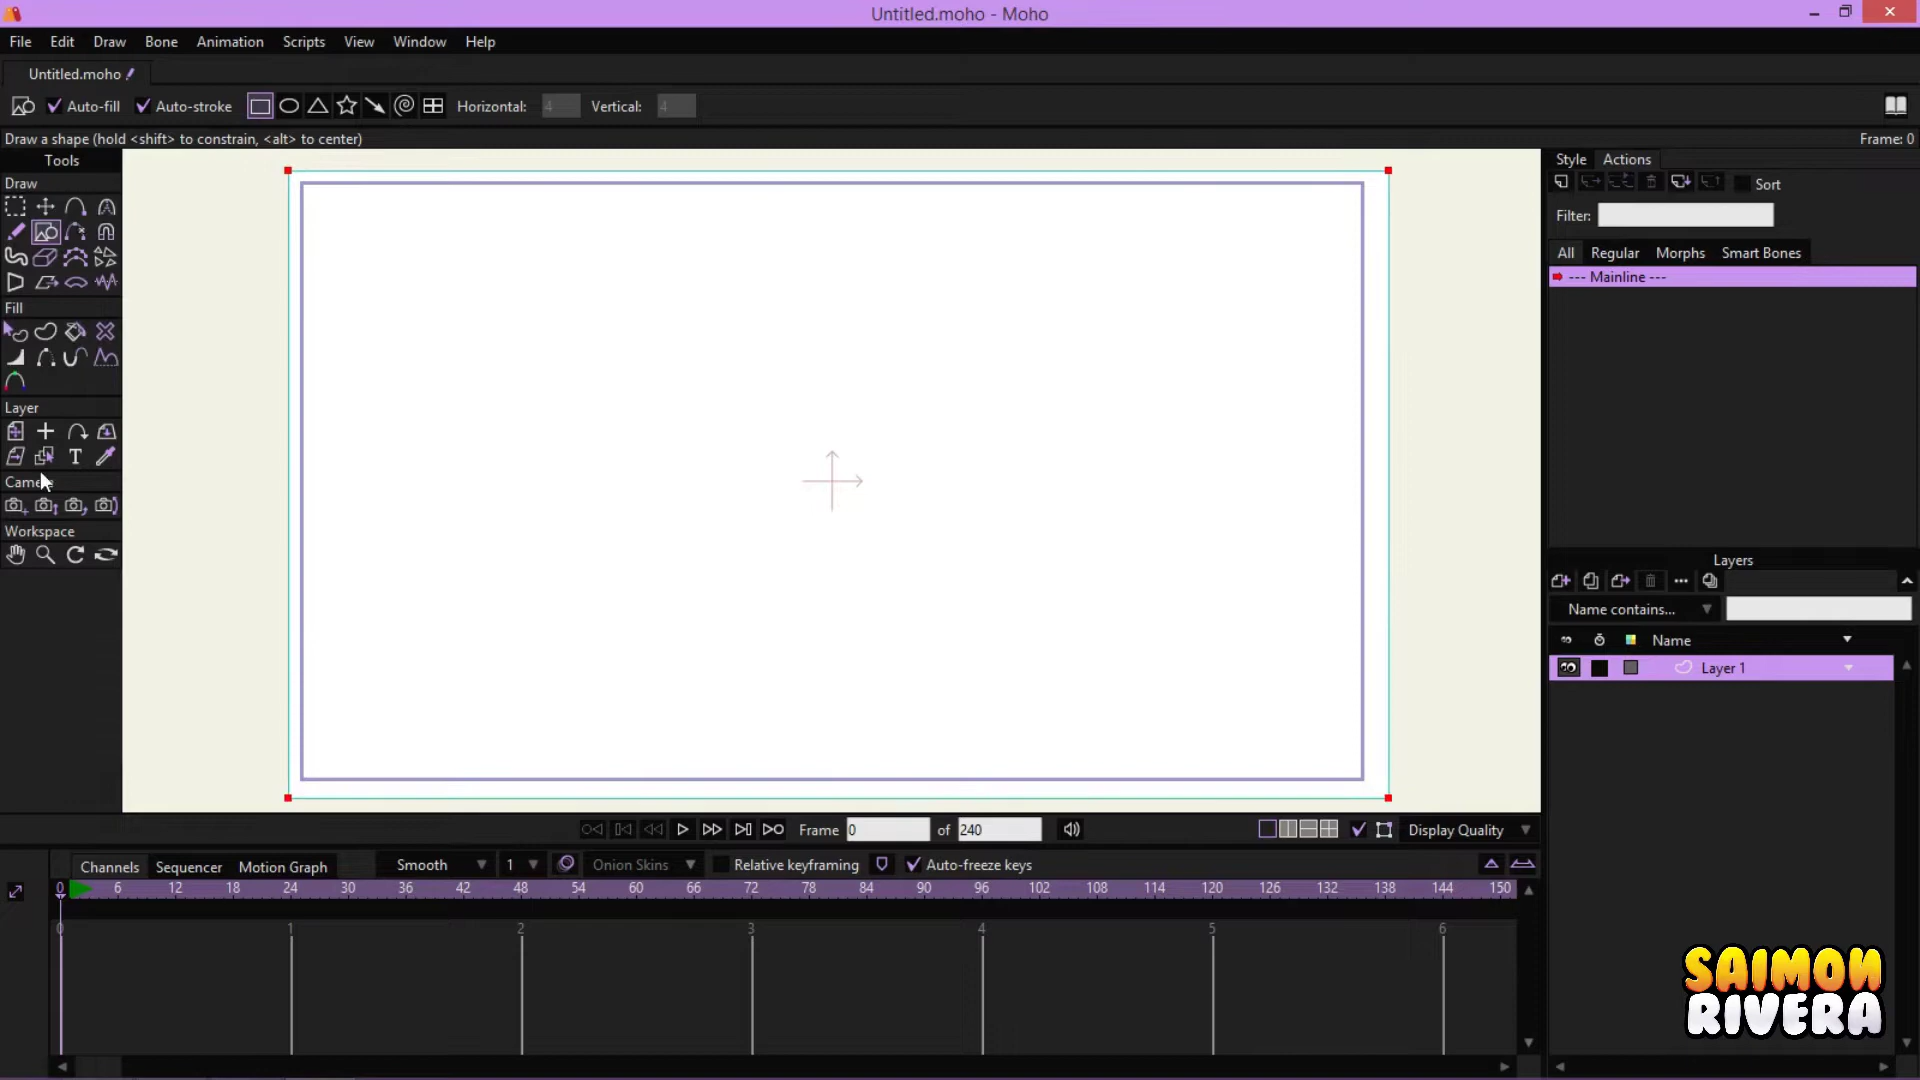 Untitled.moho - Moho
File Edit Draw Bone Animation Scripts View Window Help
Untitled.moho
Auto-fill Auto-stroke Horizontal: 4 Vertical: 4
Draw a shape (hold <shift> to constrain, <alt> to center) Frame: 0
Tools
Draw
Fill
Layer
T
Camera
Workspace
Style Actions
Sort
Filter:
All Regular Morphs Smart Bones
--- Mainline ---
Layers
Name contains...
Name
Layer 1
Frame 0 of 240 Display Quality
Channels Sequencer Motion Graph Smooth 1 Onion Skins Relative keyframing Auto-freeze keys
0 6 12 18 24 30 36 42 48 54 60 66 72 78 84 90 96 102 108 114 120 126 132 138 144 150
0 1 2 3 4 5 6
SAIMON
RIVERA